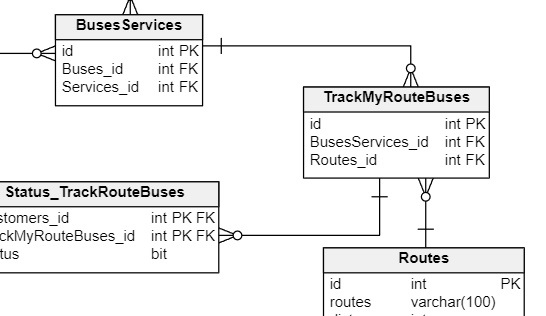 BusesServices
id int PK
Buses_id int FK
Services_id int FK
TrackMyRouteBuses
id int PK
BusesServices_id int FK
Routes_id int FK
Status_TrackRouteBuses
stomers_id int PK FK
ckMyRouteBuses_id int PK FK
tus bit
Routes
id int PK
routes varchar(100)